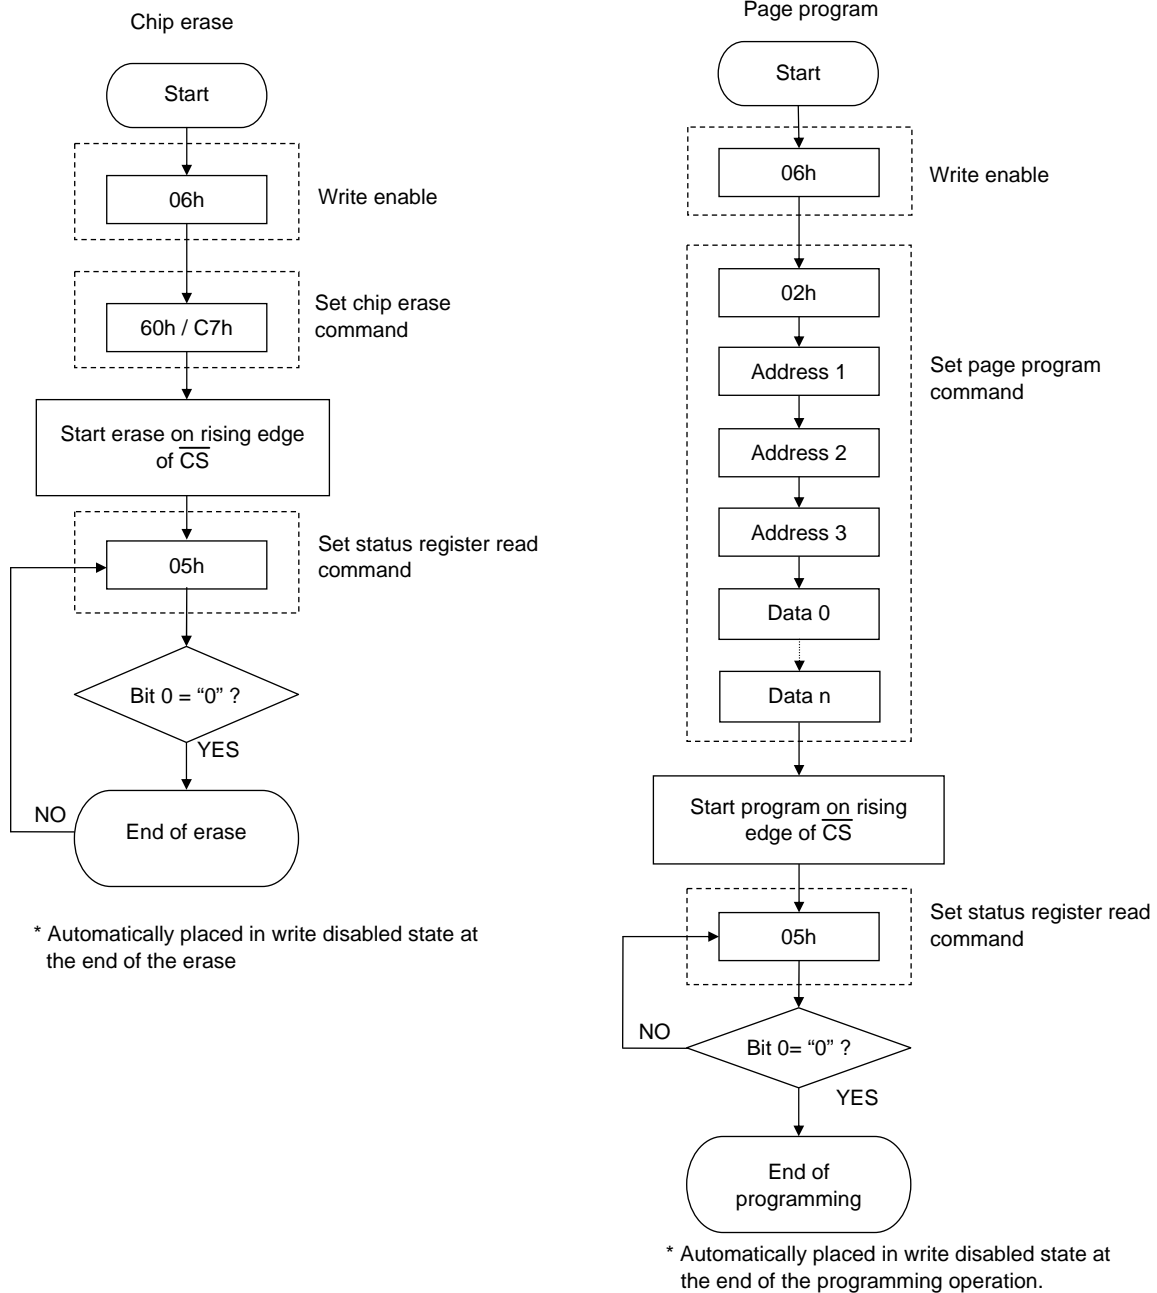 Chip erase
Start
06h
Write enable
60h / C7h
Set chip erase
command
Start erase on rising edge
of C̅S̅
05h
Set status register read
command
Bit 0 = “0” ?
YES
NO
End of erase
* Automatically placed in write disabled state at
the end of the erase
Page program
Start
06h
Write enable
02h
Address 1
Set page program
command
Address 2
Address 3
Data 0
Data n
Start program on rising
edge of C̅S̅
05h
Set status register read
command
NO
Bit 0= “0” ?
YES
End of
programming
* Automatically placed in write disabled state at
the end of the programming operation.